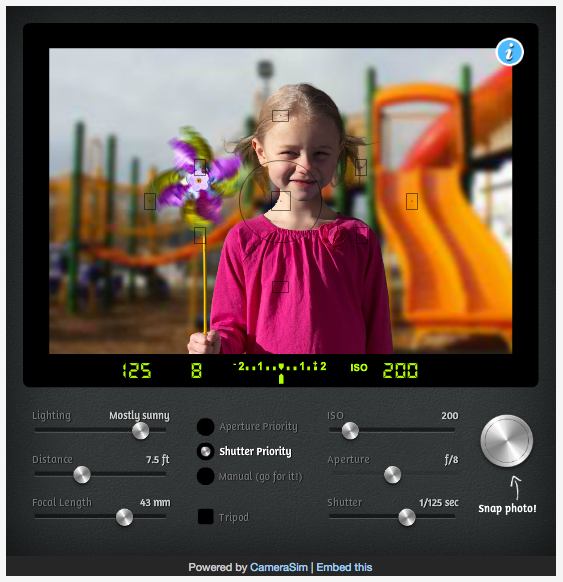 i
125 8 -2..1..▼..1..+2 ISO 200
Lighting Mostly sunny
Distance 7.5 ft
Focal Length 43 mm
Aperture Priority
Shutter Priority
Manual (go for it!)
Tripod
ISO 200
Aperture ƒ/8
Shutter 1/125 sec
Snap photo!
Powered by CameraSim | Embed this